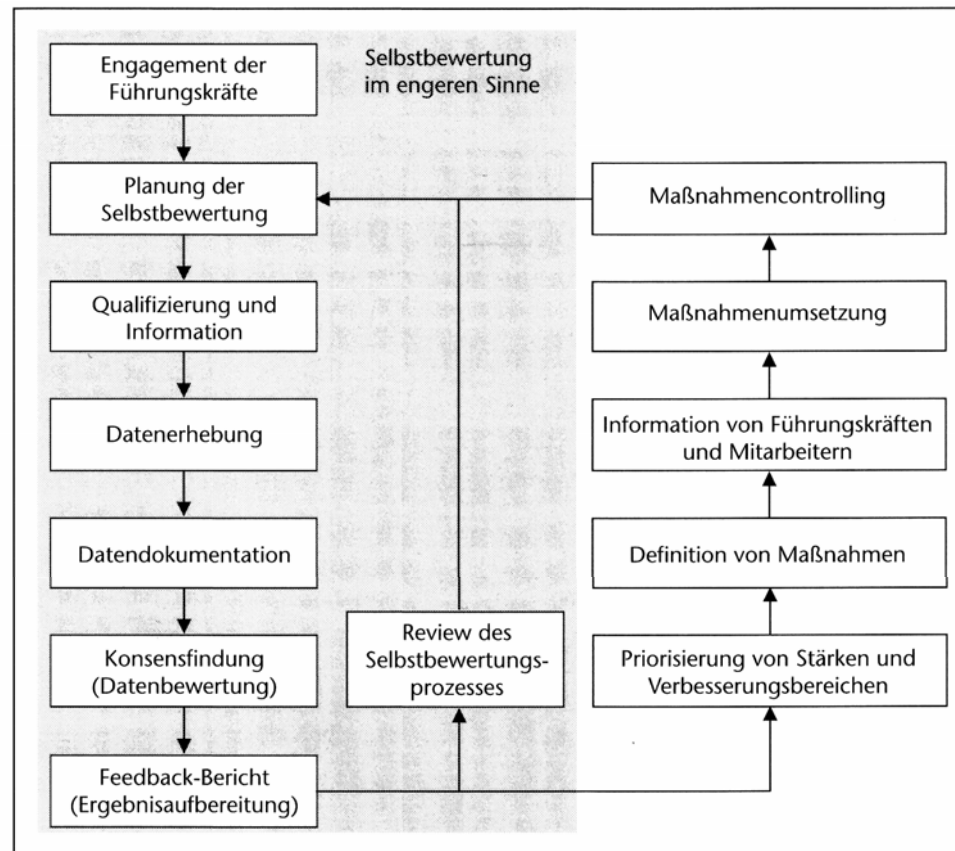 Engagement der
Führungskräfte
Selbstbewertung
im engeren Sinne
Planung der
Selbstbewertung
Qualifizierung und
Information
Datenerhebung
Datendokumentation
Konsensfindung
(Datenbewertung)
Feedback-Bericht
(Ergebnisaufbereitung)
Review des
Selbstbewertungs-
prozesses
Maßnahmencontrolling
Maßnahmenumsetzung
Information von Führungskräften
und Mitarbeitern
Definition von Maßnahmen
Priorisierung von Stärken und
Verbesserungsbereichen